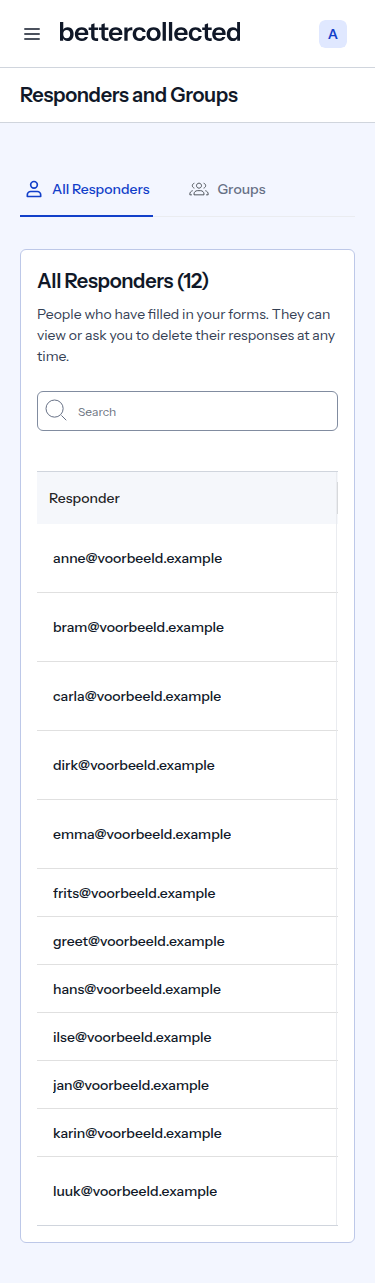 bettercollected
A
Responders and Groups
All Responders
Groups
All Responders (12)
People who have filled in your forms. They can
view or ask you to delete their responses at any
time.
Search
Responder
anne@voorbeeld.example
bram@voorbeeld.example
carla@voorbeeld.example
dirk@voorbeeld.example
emma@voorbeeld.example
frits@voorbeeld.example
greet@voorbeeld.example
hans@voorbeeld.example
ilse@voorbeeld.example
jan@voorbeeld.example
karin@voorbeeld.example
luuk@voorbeeld.example